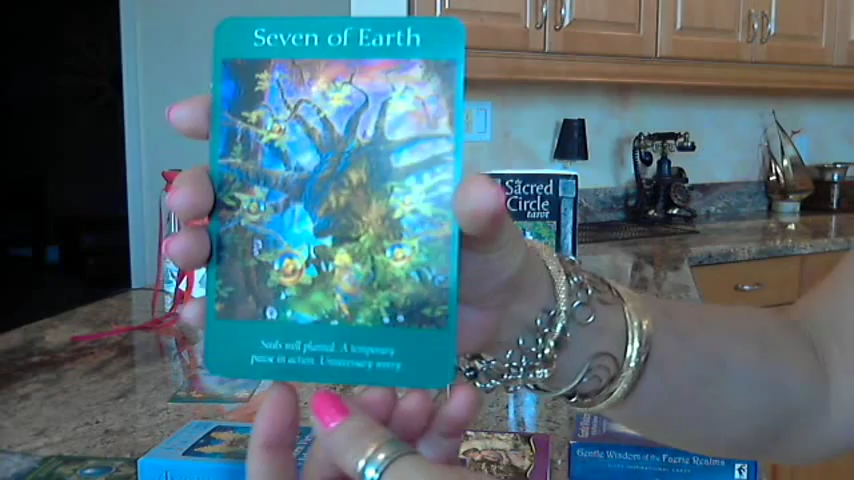 Seven of Earth
Seeds well planted. A temporary
pause in action. Unnecessary worry.
the
Sacred
Circle
tarot
Gentle Wisdom of the Faerie Realms